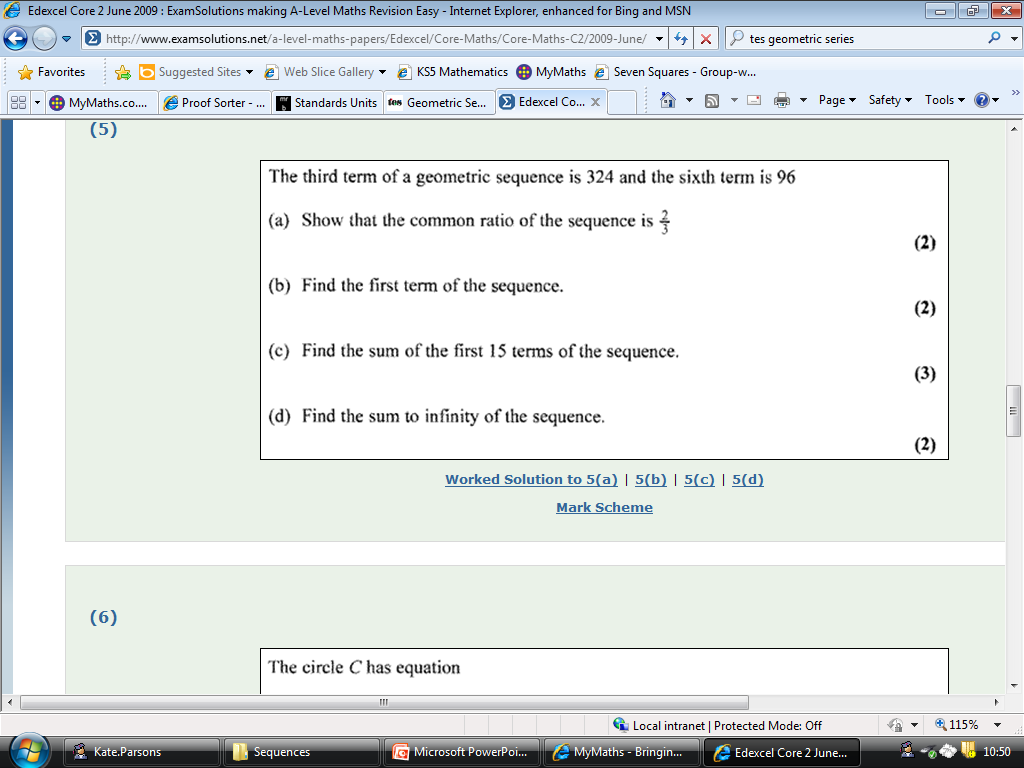 Edexcel Core 2 June 2009 : ExamSolutions making A-Level Maths Revision Easy - Internet Explorer, enhanced for Bing and MSN
http://www.examsolutions.net/a-level-maths-papers/Edexcel/Core-Maths/Core-Maths-C2/2009-June/ tes geometric series
Favorites Suggested Sites Web Slice Gallery KS5 Mathematics MyMaths Seven Squares - Group-w...
MyMaths.co.... Proof Sorter - ... Standards Units tes Geometric Se... Edexcel Co... Page Safety Tools »
(5)
The third term of a geometric sequence is 324 and the sixth term is 96
(a) Show that the common ratio of the sequence is 2/3
(2)
(b) Find the first term of the sequence.
(2)
(c) Find the sum of the first 15 terms of the sequence.
(3)
(d) Find the sum to infinity of the sequence.
(2)
Worked Solution to 5(a) | 5(b) | 5(c) | 5(d)
Mark Scheme
(6)
The circle C has equation
Local intranet | Protected Mode: Off 115%
Kate.Parsons Sequences Microsoft PowerPoi... MyMaths - Bringin... Edexcel Core 2 June... 10:50